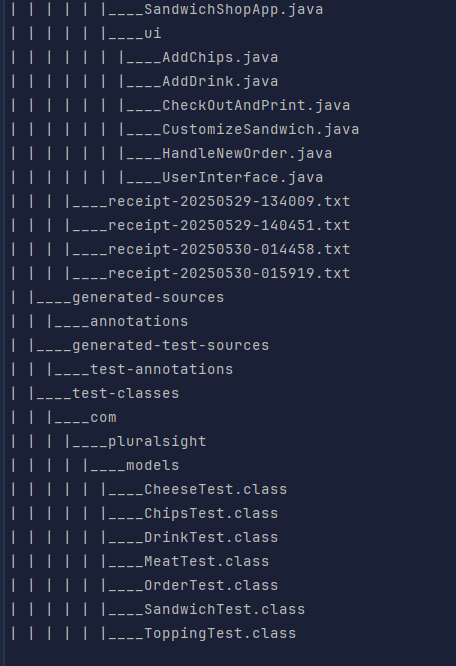 | | | | | |____SandwichShopApp.java
| | | | | |____ui
| | | | | | |____AddChips.java
| | | | | | |____AddDrink.java
| | | | | | |____CheckOutAndPrint.java
| | | | | | |____CustomizeSandwich.java
| | | | | | |____HandleNewOrder.java
| | | | | | |____UserInterface.java
| | | |____receipt-20250529-134009.txt
| | | |____receipt-20250529-140451.txt
| | | |____receipt-20250530-014458.txt
| | | |____receipt-20250530-015919.txt
| |____generated-sources
| | |____annotations
| |____generated-test-sources
| | |____test-annotations
| |____test-classes
| | |____com
| | | |____pluralsight
| | | | |____models
| | | | | |____CheeseTest.class
| | | | | |____ChipsTest.class
| | | | | |____DrinkTest.class
| | | | | |____MeatTest.class
| | | | | |____OrderTest.class
| | | | | |____SandwichTest.class
| | | | | |____ToppingTest.class